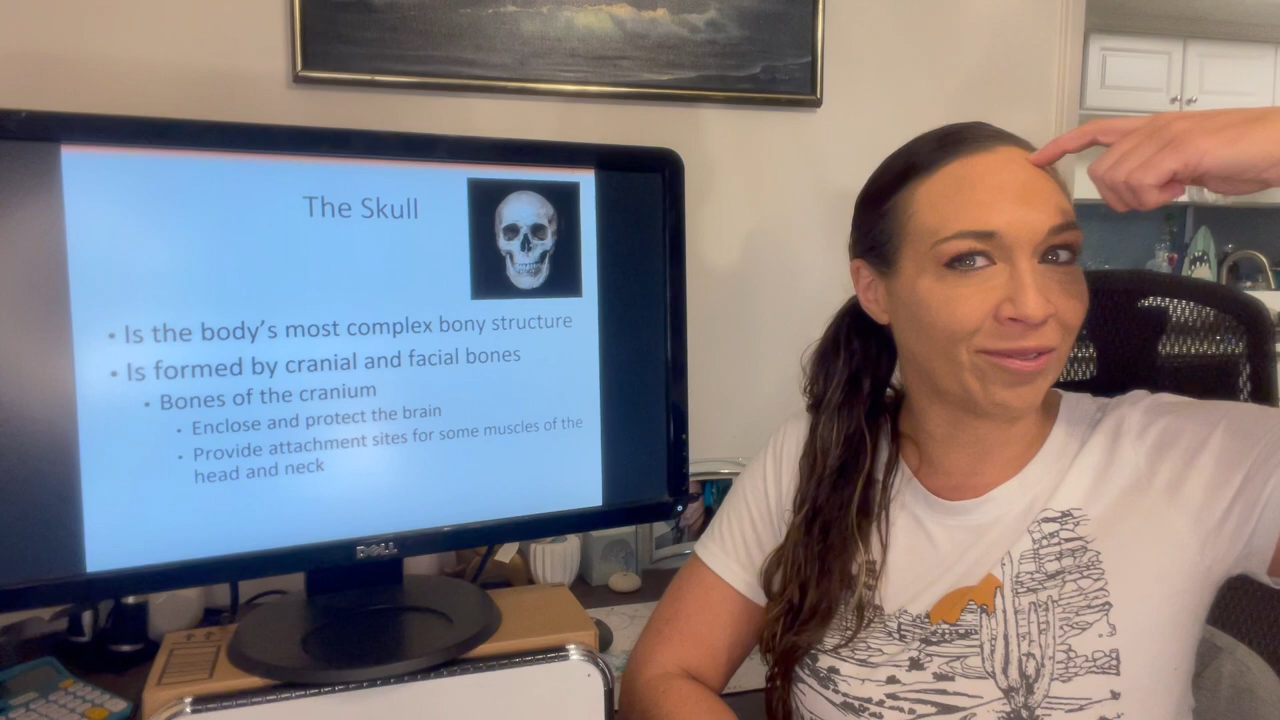 The Skull
• Is the body's most complex bony structure
• Is formed by cranial and facial bones
• Bones of the cranium
• Enclose and protect the brain
• Provide attachment sites for some muscles of the
head and neck
DELL